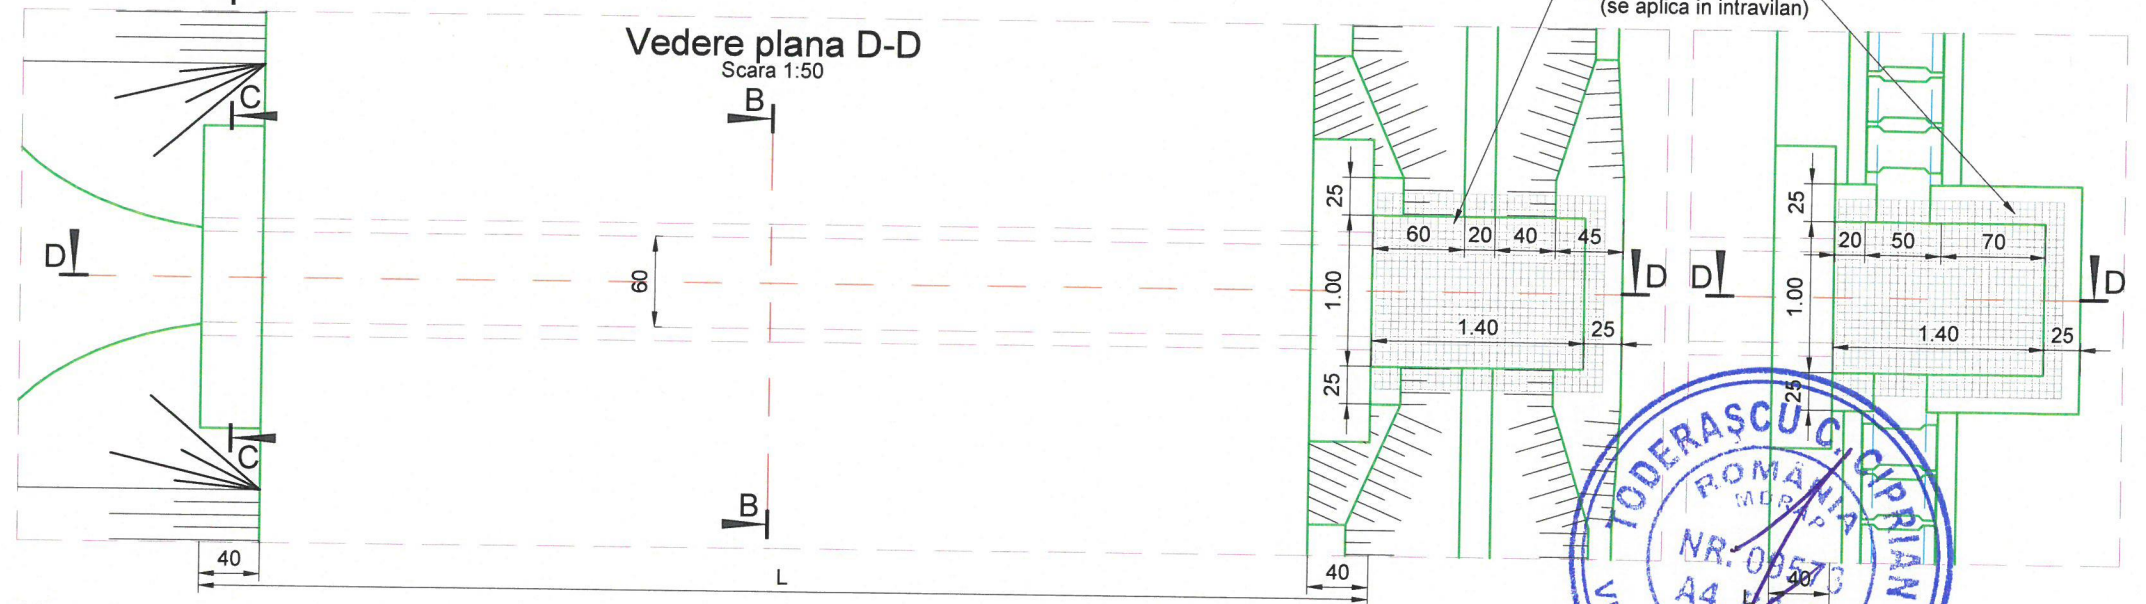 (se aplica in intravilan)
Vedere plana D-D
Scara 1:50
C
B
D
60
25
1.00
25
60 20 40 45
1.40 25
D
D
25
1.00
25
20 50 70
1.40 25
D
C
B
40
L
40
40
TODERAŞCU C. CIPRIAN
ROMÂNIA
MDRAP
NR.
A4